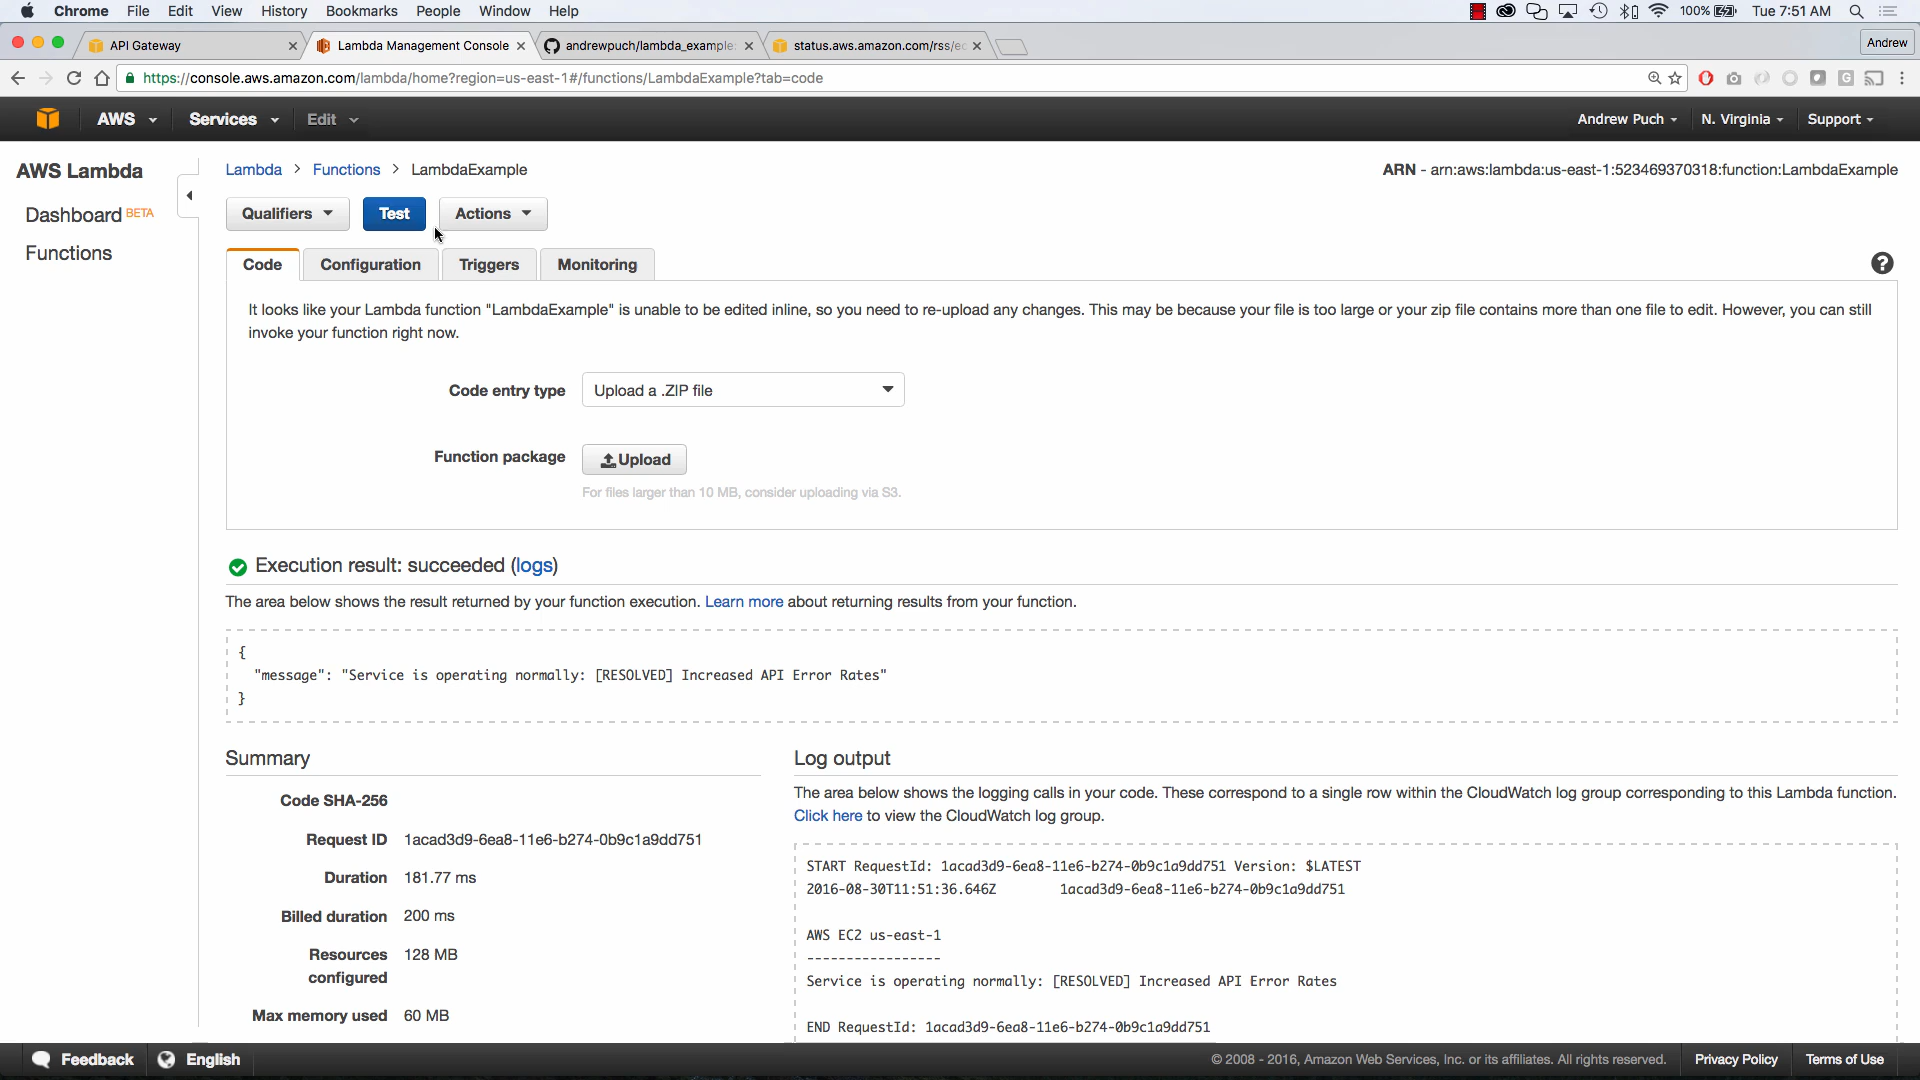 Chrome File Edit View History Bookmarks People Window Help 100% Tue 7:51 AM
API Gateway Lambda Management Console andrewpuch/lambda_example status.aws.amazon.com/rss/ec Andrew
https://console.aws.amazon.com/lambda/home?region=us-east-1#/functions/LambdaExample?tab=code
AWS Services Edit Andrew Puch N. Virginia Support
AWS Lambda
Dashboard BETA
Functions
Lambda > Functions > LambdaExample
ARN - arn:aws:lambda:us-east-1:523469370318:function:LambdaExample
Qualifiers Test Actions
Code Configuration Triggers Monitoring
It looks like your Lambda function "LambdaExample" is unable to be edited inline, so you need to re-upload any changes. This may be because your file is too large or your zip file contains more than one file to edit. However, you can still
invoke your function right now.
Code entry type Upload a .ZIP file
Function package Upload
For files larger than 10 MB, consider uploading via S3.
Execution result: succeeded (logs)
The area below shows the result returned by your function execution. Learn more about returning results from your function.
{
"message": "Service is operating normally: [RESOLVED] Increased API Error Rates"
}
Summary
Code SHA-256
Request ID 1acad3d9-6ea8-11e6-b274-0b9c1a9dd751
Duration 181.77 ms
Billed duration 200 ms
Resources 128 MB
configured
Max memory used 60 MB
Log output
The area below shows the logging calls in your code. These correspond to a single row within the CloudWatch log group corresponding to this Lambda function.
Click here to view the CloudWatch log group.
START RequestId: 1acad3d9-6ea8-11e6-b274-0b9c1a9dd751 Version: $LATEST
2016-08-30T11:51:36.646Z 1acad3d9-6ea8-11e6-b274-0b9c1a9dd751
AWS EC2 us-east-1
-----------------
Service is operating normally: [RESOLVED] Increased API Error Rates
END RequestId: 1acad3d9-6ea8-11e6-b274-0b9c1a9dd751
Feedback English © 2008 - 2016, Amazon Web Services, Inc. or its affiliates. All rights reserved. Privacy Policy Terms of Use